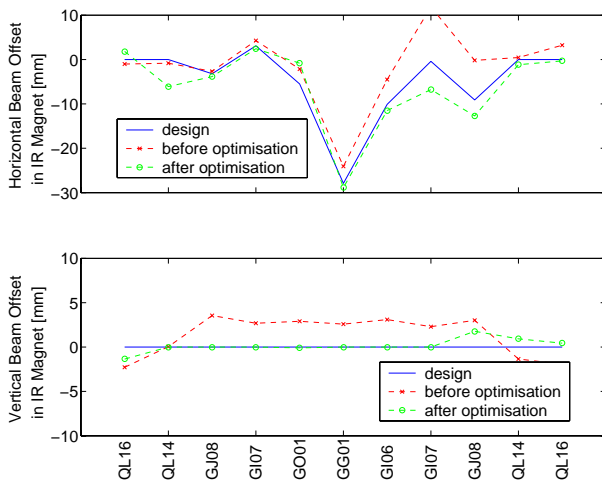 10
0
−10
−20
−30
Horizontal Beam Offset
in IR Magnet [mm]
design
before optimisation
after optimisation
10
5
0
−5
−10
Vertical Beam Offset
in IR Magnet [mm]
design
before optimisation
after optimisation
QL16
QL14
GJ08
GI07
GO01
GG01
GI06
GI07
GJ08
QL14
QL16